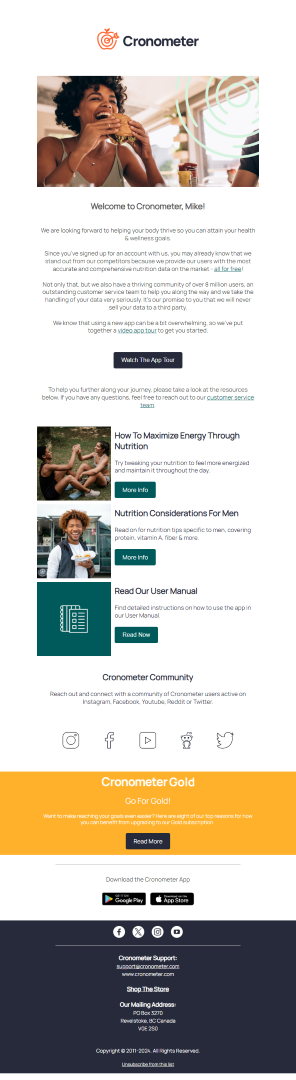 Cronometer
Welcome to Cronometer, Mike!
We are looking forward to helping your body thrive so you can attain your health
& wellness goals.
Since you've signed up for an account with us, you may already know that we
stand out from our competitors because we provide our users with the most
accurate and comprehensive nutrition data on the market - all for free!
Not only that, but we also have a thriving community of over 8 million users, an
outstanding customer service team to help you along the way and we take the
handling of your data very seriously. It's our promise to you that we will never
sell your data to a third party.
We know that using a new app can be a bit overwhelming, so we've put
together a video app tour to get you started.
Watch The App Tour
To help you further along your journey, please take a look at the resources
below. If you have any questions, feel free to reach out to our customer service
team.
How To Maximize Energy Through
Nutrition
Try tweaking your nutrition to feel more energized
and maintain it throughout the day.
More Info
Nutrition Considerations For Men
Read on for nutrition tips specific to men, covering
protein, vitamin A, fiber & more.
More Info
Read Our User Manual
Find detailed instructions on how to use the app in
our User Manual.
Read Now
Cronometer Community
Reach out and connect with a community of Cronometer users active on
Instagram, Facebook, Youtube, Reddit or Twitter.
Cronometer Gold
Go For Gold!
Want to make reaching your goals even easier? Here are eight of our top reasons for how
you can benefit from upgrading to our Gold subscription.
Read More
Download the Cronometer App:
GET IT ON
Google Play
Download on the
App Store
Cronometer Support:
support@cronometer.com
www.cronometer.com
Shop The Store
Our Mailing Address:
PO Box 3270
Revelstoke, BC Canada
V0E 2S0
Copyright © 2011-2024. All Rights Reserved.
Unsubscribe from this list